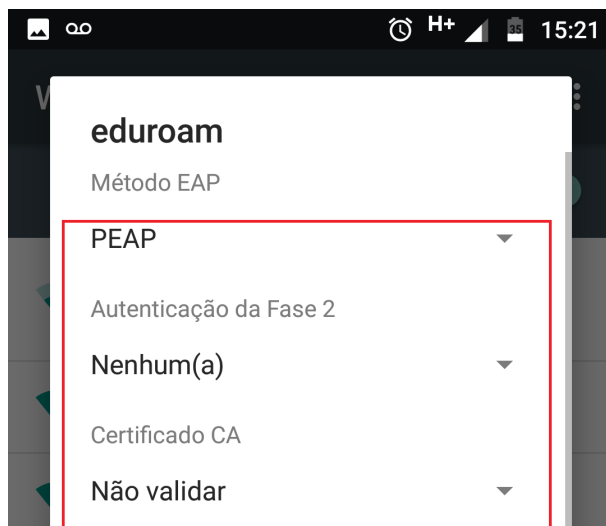 H+ 35 15:21
W
eduroam
Método EAP
PEAP
Autenticação da Fase 2
Nenhum(a)
Certificado CA
Não validar